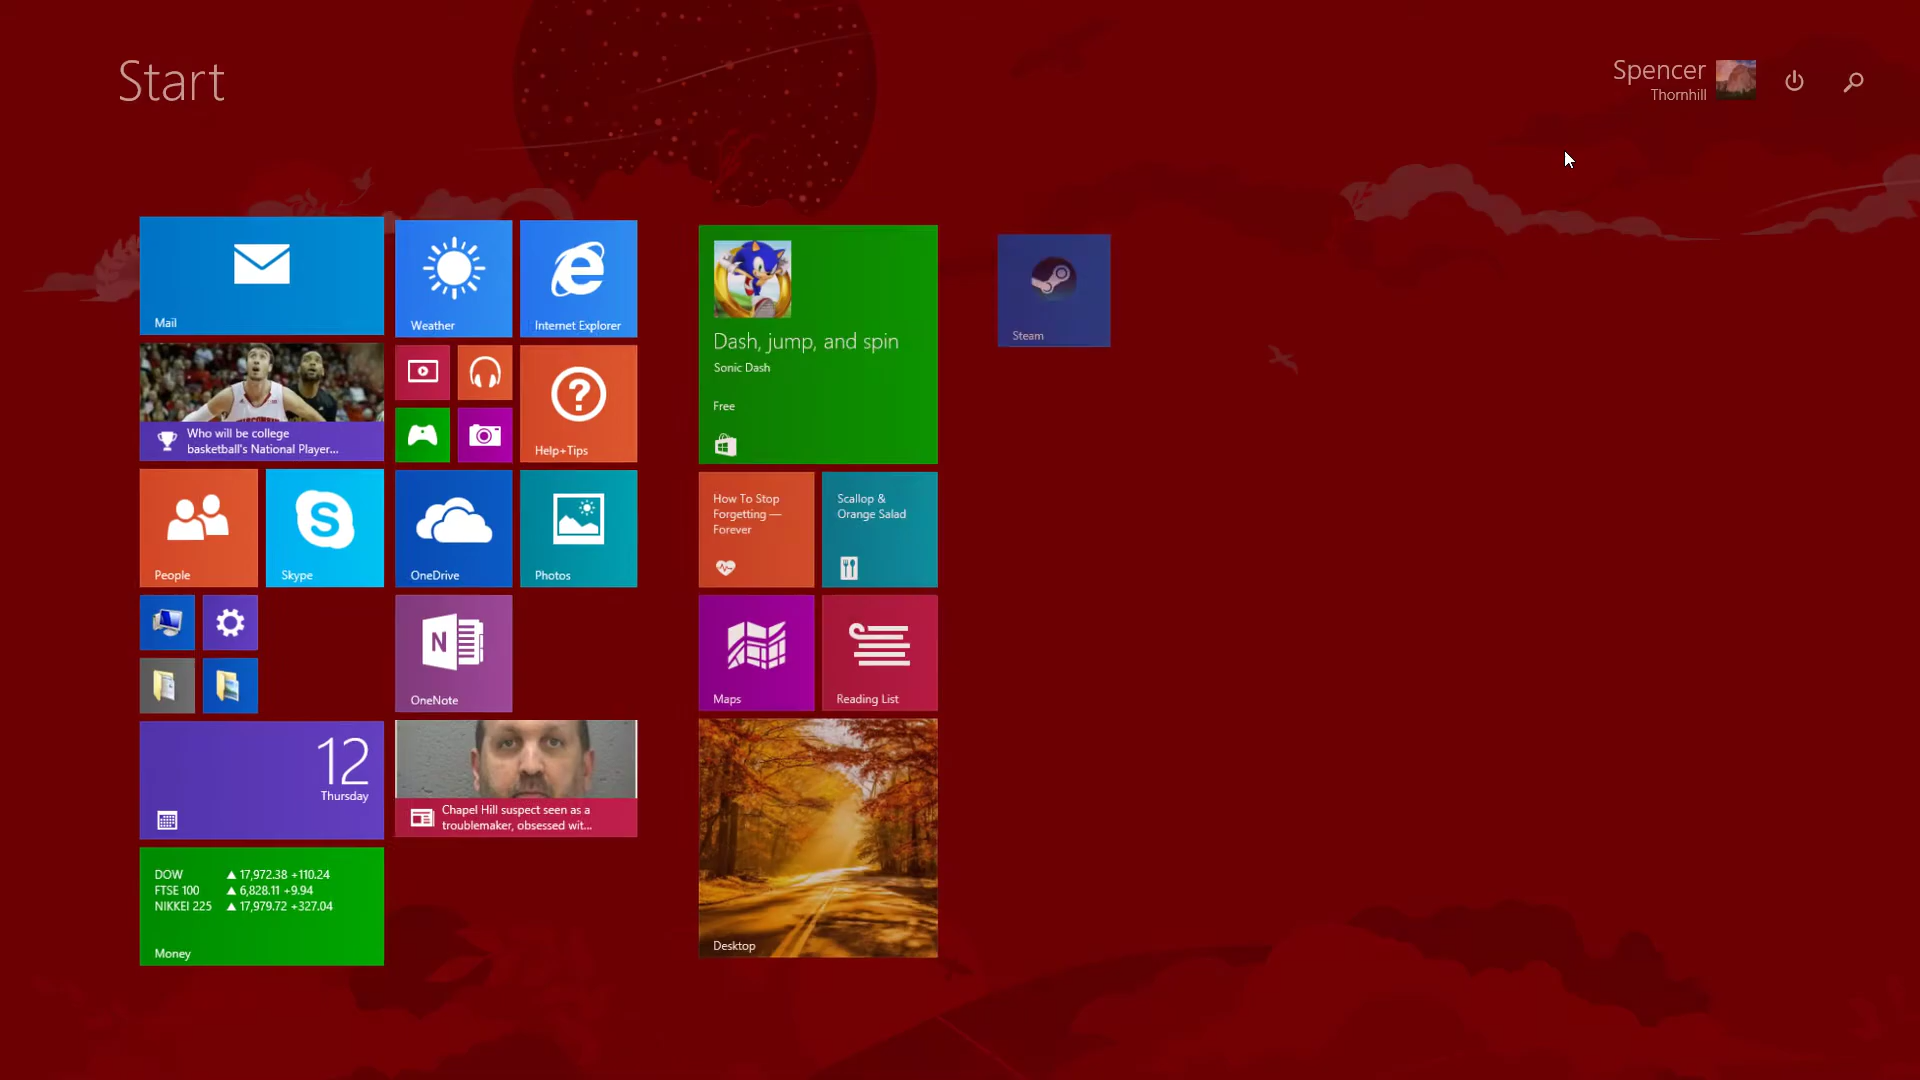 Start
Spencer
Thornhill
Mail
Weather
Internet Explorer
Who will be college
basketball's National Player...
Help+Tips
People
S
Skype
OneDrive
Photos
N
OneNote
12
Thursday
Chapel Hill suspect seen as a
troublemaker, obsessed wit...
DOW ▲ 17,972.38 +110.24
FTSE 100 ▲ 6,828.11 +9.94
NIKKEI 225 ▲ 17,979.72 +327.04
Money
Dash, jump, and spin
Sonic Dash
Free
How To Stop
Forgetting —
Forever
Scallop &
Orange Salad
Maps
Reading List
Desktop
Steam